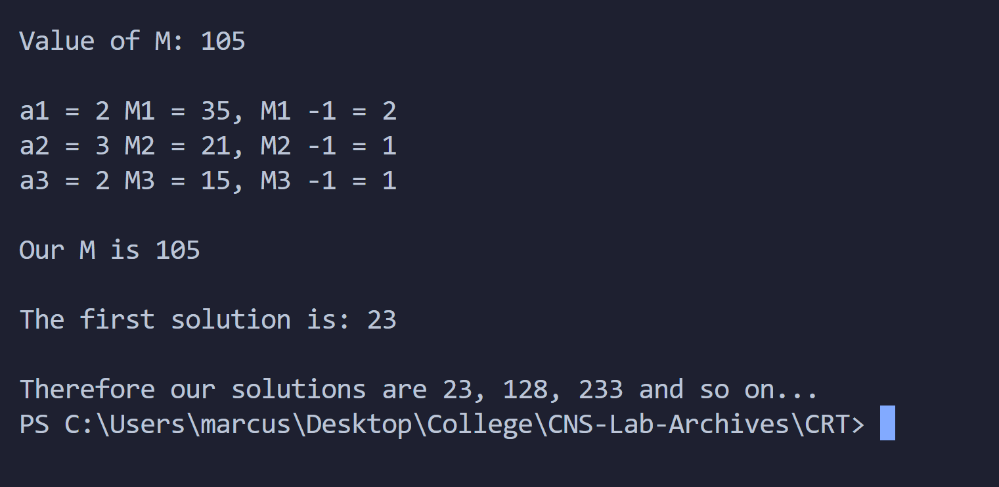 Value of M: 105
a1 = 2 M1 = 35, M1 -1 = 2
a2 = 3 M2 = 21, M2 -1 = 1
a3 = 2 M3 = 15, M3 -1 = 1
Our M is 105
The first solution is: 23
Therefore our solutions are 23, 128, 233 and so on...
PS C:\Users\marcus\Desktop\College\CNS-Lab-Archives\CRT>